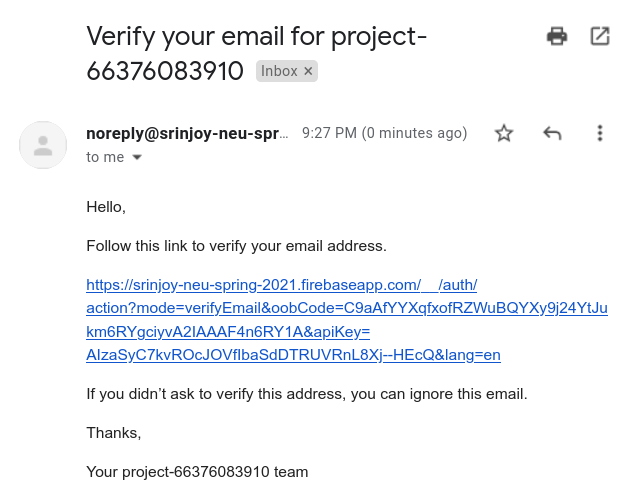 Verify your email for project-
66376083910 Inbox ×
noreply@srinjoy-neu-spr... 9:27 PM (0 minutes ago)
to me
Hello,
Follow this link to verify your email address.
https://srinjoy-neu-spring-2021.firebaseapp.com/__/auth/
action?mode=verifyEmail&oobCode=C9aAfYYXqfxofRZWuBQYXy9j24YtJu
km6RYgciyvA2IAAAF4n6RY1A&apiKey=
AIzaSyC7kvROcJOVfIbaSdDTRUVRnL8Xj--HEcQ&lang=en
If you didn’t ask to verify this address, you can ignore this email.
Thanks,
Your project-66376083910 team